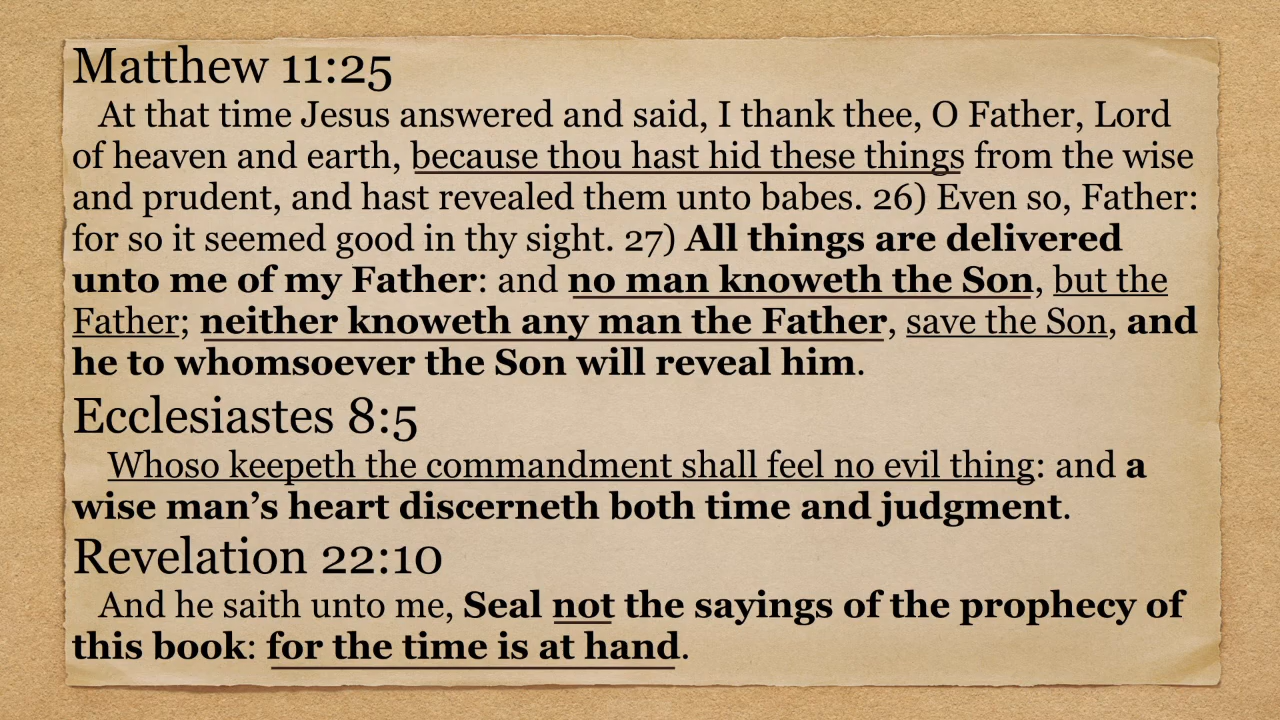 Matthew 11:25
At that time Jesus answered and said, I thank thee, O Father, Lord
of heaven and earth, because thou hast hid these things from the wise
and prudent, and hast revealed them unto babes. 26) Even so, Father:
for so it seemed good in thy sight. 27) All things are delivered
unto me of my Father: and no man knoweth the Son, but the
Father; neither knoweth any man the Father, save the Son, and
he to whomsoever the Son will reveal him.
Ecclesiastes 8:5
Whoso keepeth the commandment shall feel no evil thing: and a
wise man’s heart discerneth both time and judgment.
Revelation 22:10
And he saith unto me, Seal not the sayings of the prophecy of
this book: for the time is at hand.